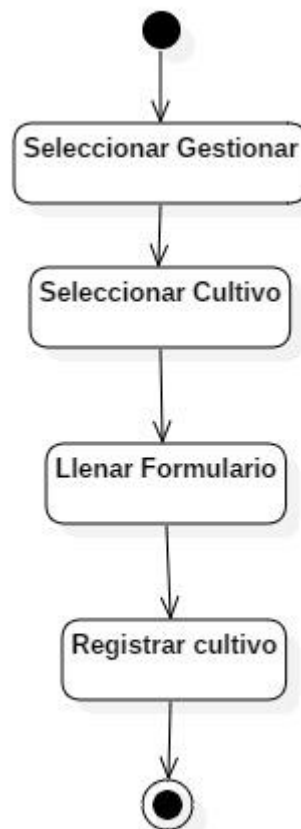 Seleccionar Gestionar
Seleccionar Cultivo
Llenar Formulario
Registrar cultivo